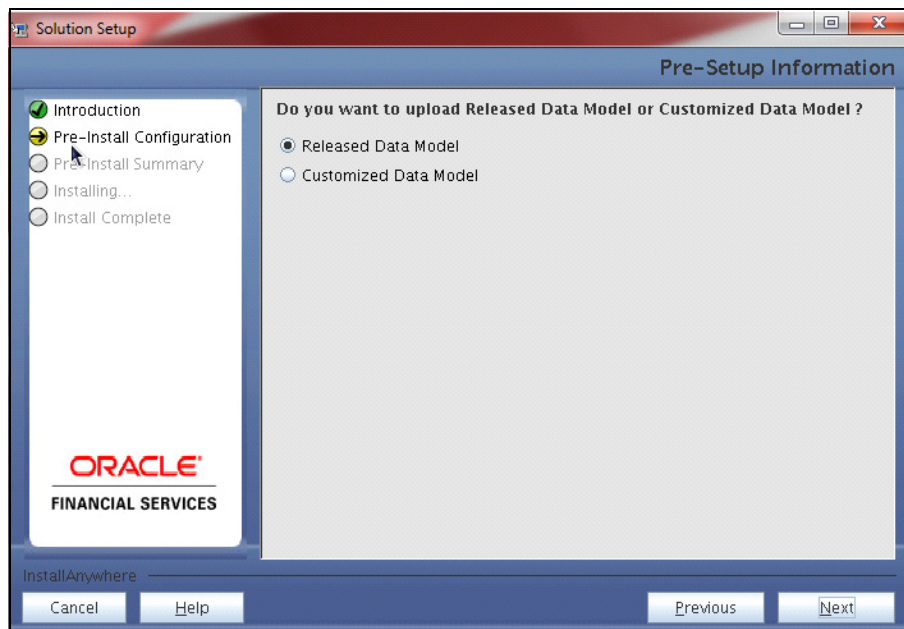 Solution Setup
Pre-Setup Information
Introduction
Pre-Install Configuration
Pre-Install Summary
Installing...
Install Complete
ORACLE'
FINANCIAL SERVICES
Do you want to upload Released Data Model or Customized Data Model ?
Released Data Model
Customized Data Model
InstallAnywhere
Cancel
Help
Previous
Next